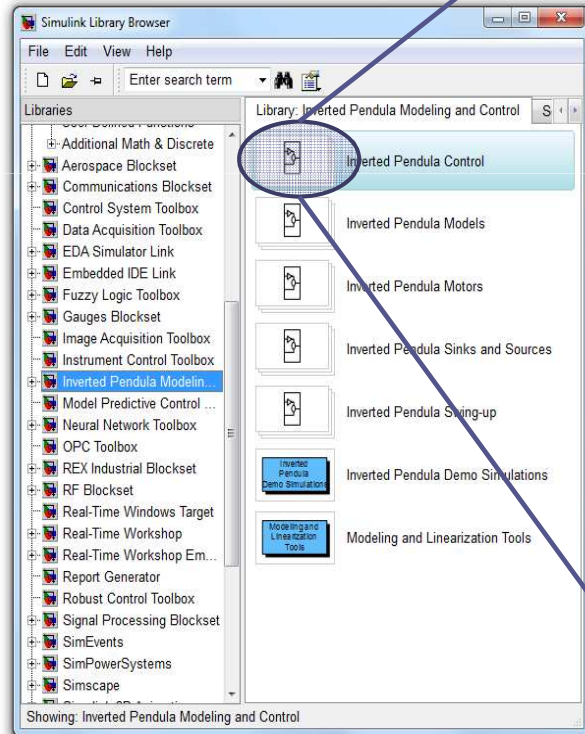 Simulink Library Browser
File Edit View Help
Enter search term
Libraries
Library: Inverted Pendula Modeling and Control S
User-Defined Functions
Additional Math & Discrete
Aerospace Blockset
Communications Blockset
Control System Toolbox
Data Acquisition Toolbox
EDA Simulator Link
Embedded IDE Link
Fuzzy Logic Toolbox
Gauges Blockset
Image Acquisition Toolbox
Instrument Control Toolbox
Inverted Pendula Modelin...
Model Predictive Control ...
Neural Network Toolbox
OPC Toolbox
REX Industrial Blockset
RF Blockset
Real-Time Windows Target
Real-Time Workshop
Real-Time Workshop Em...
Report Generator
Robust Control Toolbox
Signal Processing Blockset
SimEvents
SimPowerSystems
Simscape
Inverted Pendula Control
Inverted Pendula Models
Inverted Pendula Motors
Inverted Pendula Sinks and Sources
Inverted Pendula Swing-up
Inverted
Pendula
Demo Simulations
Inverted Pendula Demo Simulations
Modeling and
Linearization
Tools
Modeling and Linearization Tools
Showing: Inverted Pendula Modeling and Control